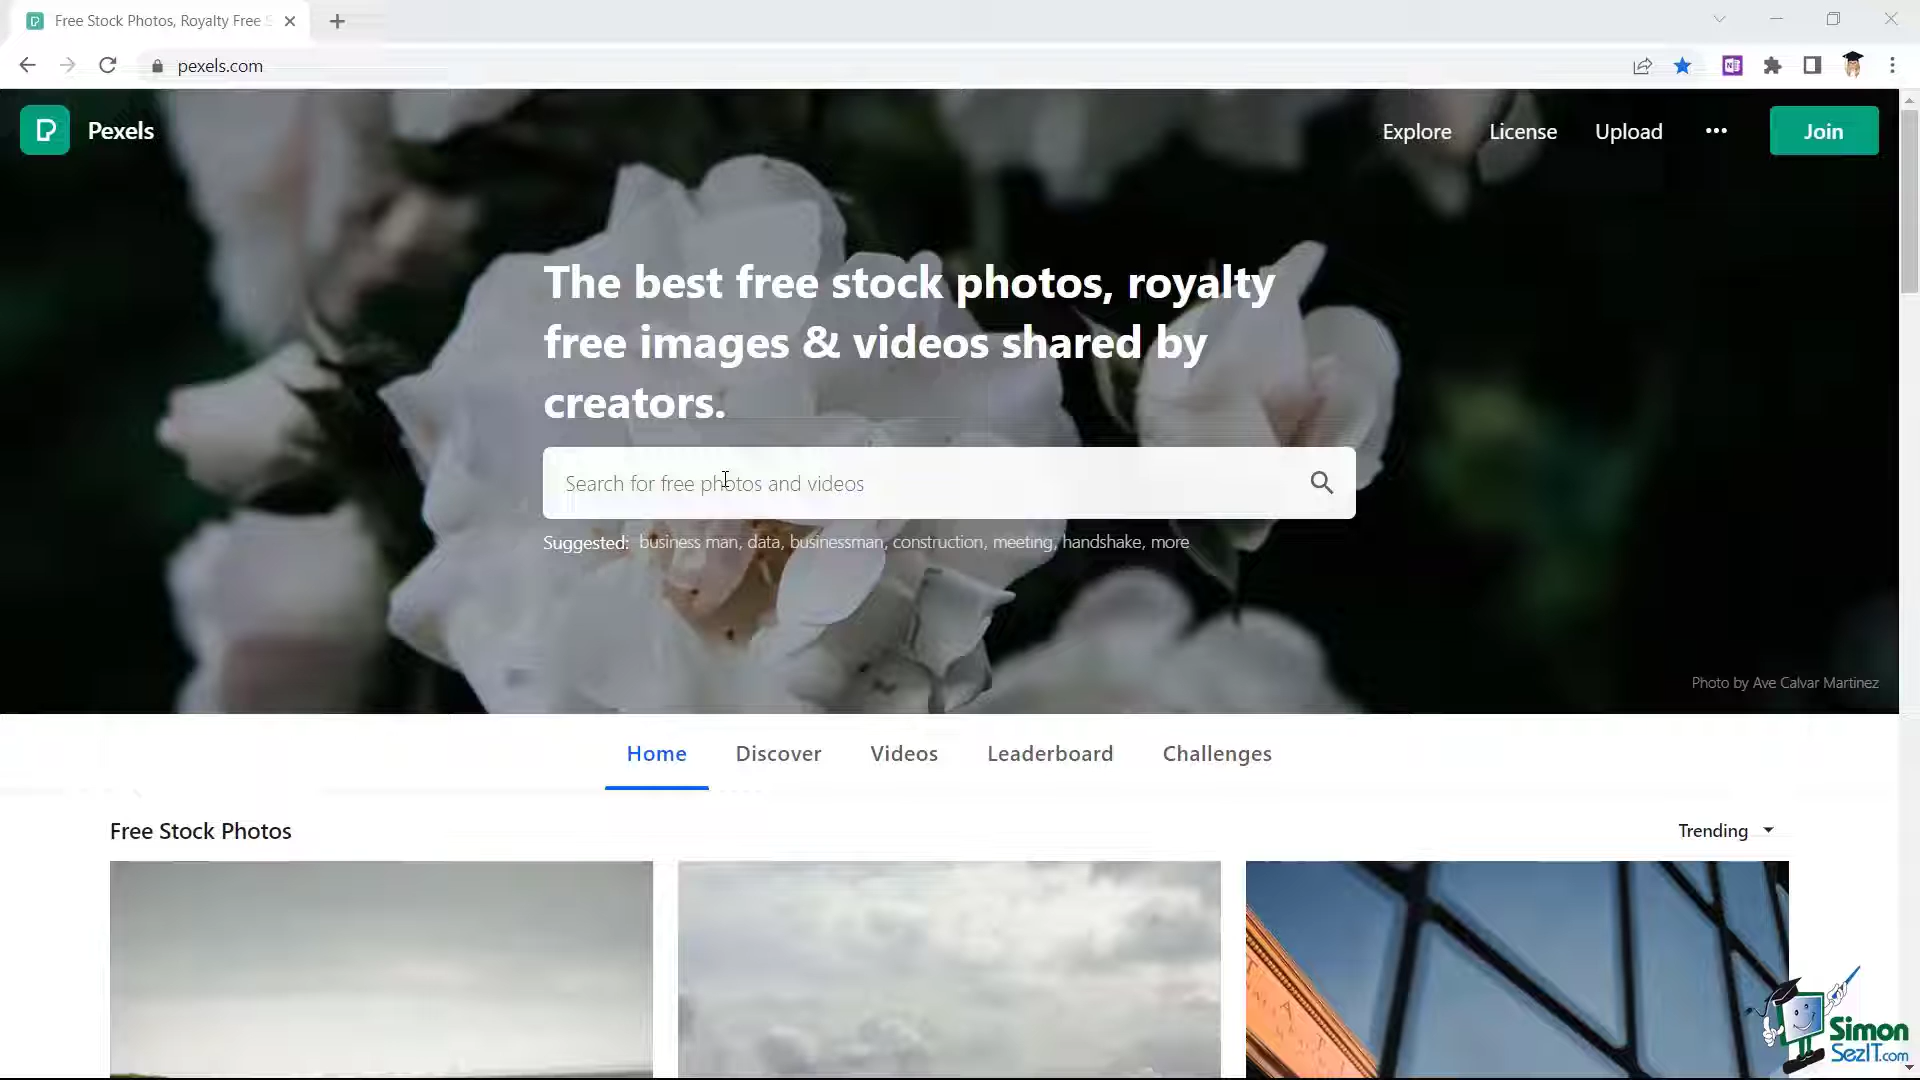 Free Stock Photos, Royalty Free S
pexels.com
Pexels
Explore
License
Upload
Join
The best free stock photos, royalty
free images & videos shared by
creators.
Search for free photos and videos
Suggested: business man, data, businessman, construction, meeting, handshake, more
Photo by Ave Calvar Martinez
Home
Discover
Videos
Leaderboard
Challenges
Free Stock Photos
Trending
Simon
SezIT.com